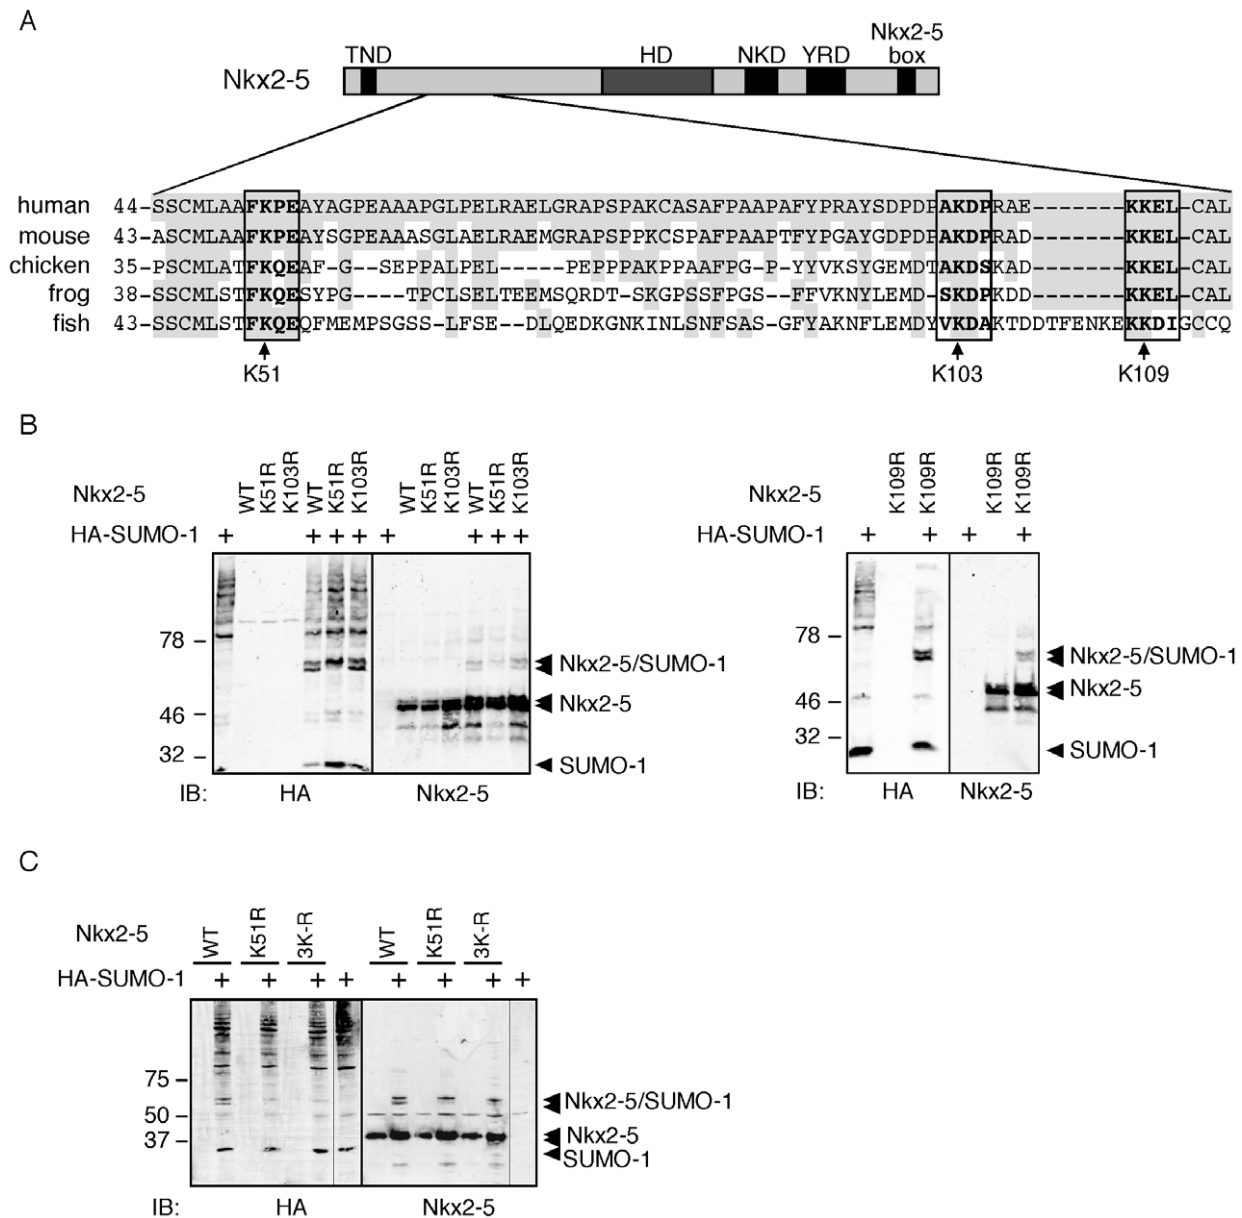 A
Nkx2-5
TND HD NKD YRD box
Nkx2-5
human 44-SSCMLAAFKPEAYAGPEAAAPGLPELRAELGRAPSPAKCASAFPAAPAFYPRAYSDPDPAKDPRAE-------KKEL-CAL
mouse 43-ASCMLAAFKPEAYSGPEAAASGLAELRAEMGRAPSPPKCSPAFPAAPTFYPGAYGDPDPAKDPRAD-------KKEL-CAL
chicken 35-PSCMLATFKQEAF-G--SEPPALPEL-----PEPPPAKPPAAFPG-P-YYVKSYGEMDTAKDSKAD-------KKEL-CAL
frog 38-SSCMLSTFKQESYPG----TPCLSELTEEMSQRDT-SKGPSSFPGS-FFVKNYLEMD-SKDPKDD-------KKEL-CAL
fish 43-SSCMLSTFKQEQFMEMPSGSS-LFSE--DLQEDKGNKINLSNFSAS-GFYAKNFLEMDYVKDAKTDDTFENKEKKDIGCCQ
K51 K103 K109
B
Nkx2-5 WT K51R K103R WT K51R K103R WT K51R K103R WT K51R K103R
HA-SUMO-1 + + + + + + + +
78
46
32
Nkx2-5/SUMO-1
Nkx2-5
SUMO-1
IB: HA Nkx2-5
Nkx2-5 K109R K109R K109R K109R
HA-SUMO-1 + + + +
78
46
32
Nkx2-5/SUMO-1
Nkx2-5
SUMO-1
IB: HA Nkx2-5
C
Nkx2-5 WT K51R 3K-R WT K51R 3K-R
HA-SUMO-1 + + + + + + + +
75
50
37
Nkx2-5/SUMO-1
Nkx2-5
SUMO-1
IB: HA Nkx2-5